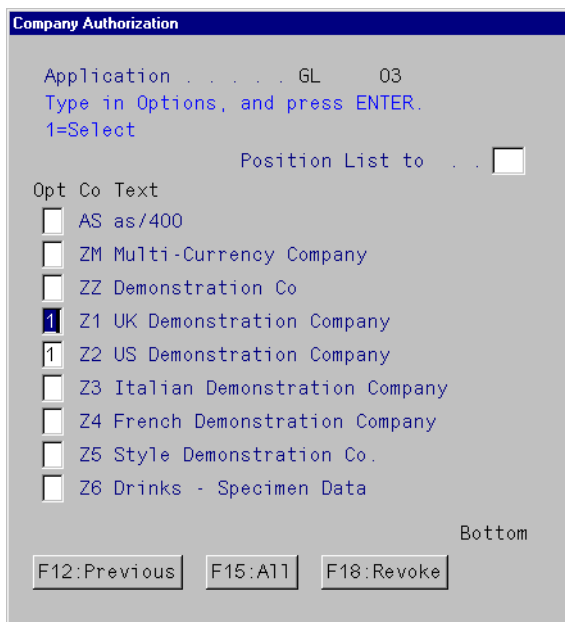 Company Authorization
Application . . . . . GL 03
Type in Options, and press ENTER.
1=Select
Position List to . .
Opt Co Text
AS as/400
ZM Multi-Currency Company
ZZ Demonstration Co
1 Z1 UK Demonstration Company
1 Z2 US Demonstration Company
Z3 Italian Demonstration Company
Z4 French Demonstration Company
Z5 Style Demonstration Co.
Z6 Drinks - Specimen Data
Bottom
F12:Previous F15:All F18:Revoke